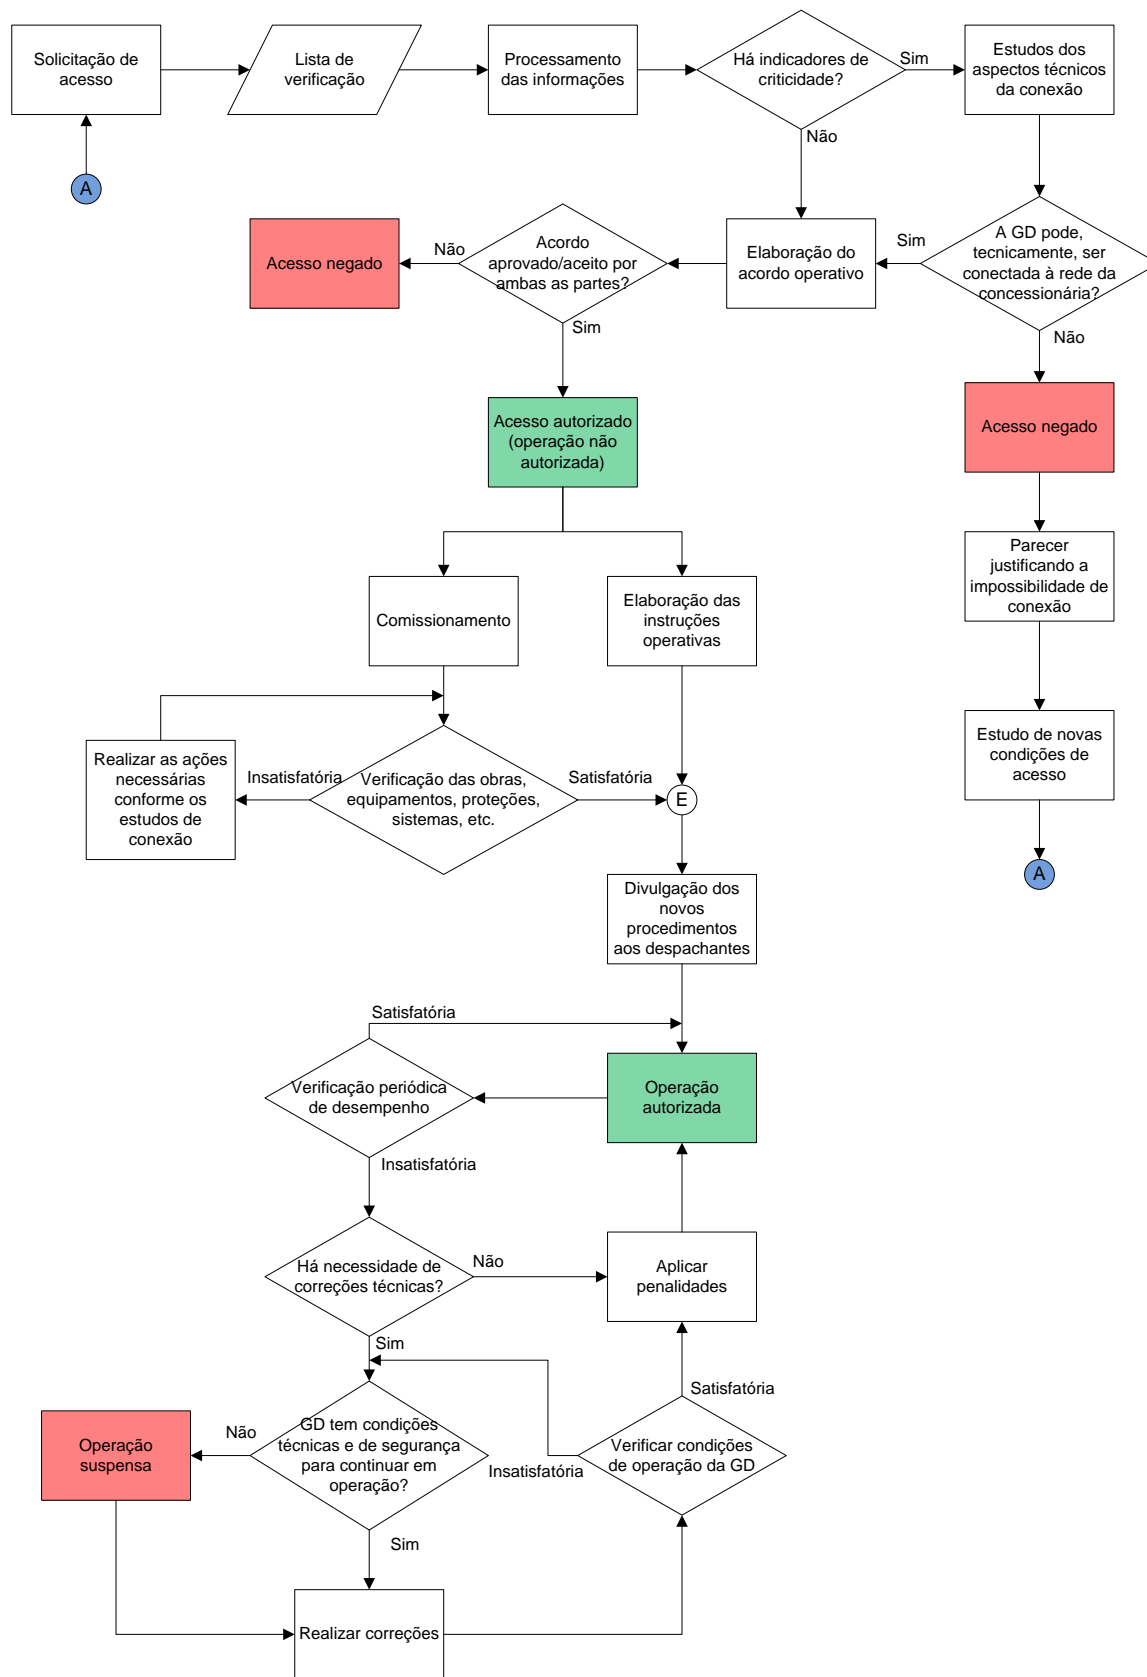 Solicitação de
acesso
Lista de
verificação
Processamento
das informações
Há indicadores de
criticidade?
Sim
Estudos dos
aspectos técnicos
da conexão
Não
A
Acesso negado
Não
Acordo
aprovado/aceito por
ambas as partes?
Elaboração do
acordo operativo
Sim
A GD pode,
tecnicamente, ser
conectada à rede da
concessionária?
Sim
Não
Acesso autorizado
(operação não
autorizada)
Acesso negado
Parecer
justificando a
impossibilidade de
conexão
Comissionamento
Elaboração das
instruções
operativas
Estudo de novas
condições de
acesso
Realizar as ações
necessárias
conforme os
estudos de
conexão
Insatisfatória
Verificação das obras,
equipamentos, proteções,
sistemas, etc.
Satisfatória
E
A
Divulgação dos
novos
procedimentos
aos despachantes
Satisfatória
Verificação periódica
de desempenho
Operação
autorizada
Insatisfatória
Há necessidade de
correções técnicas?
Não
Aplicar
penalidades
Sim
Satisfatória
Operação
suspensa
Não
GD tem condições
técnicas e de segurança
para continuar em
operação?
Insatisfatória
Verificar condições
de operação da GD
Sim
Realizar correções